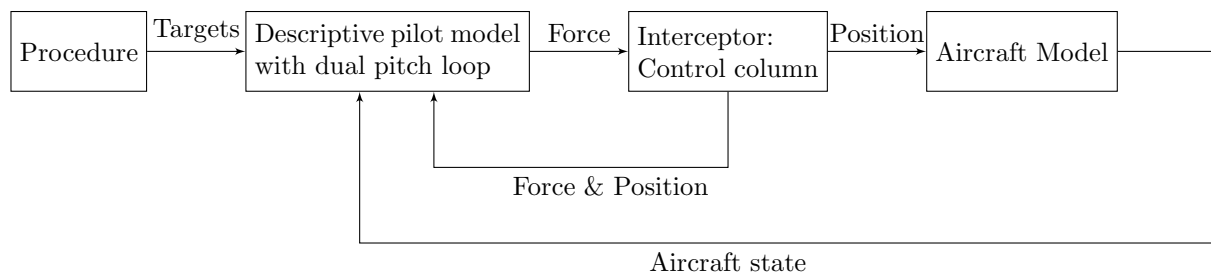 Procedure
Targets
Descriptive pilot model
with dual pitch loop
Force
Interceptor:
Control column
Position
Aircraft Model
Force & Position
Aircraft state